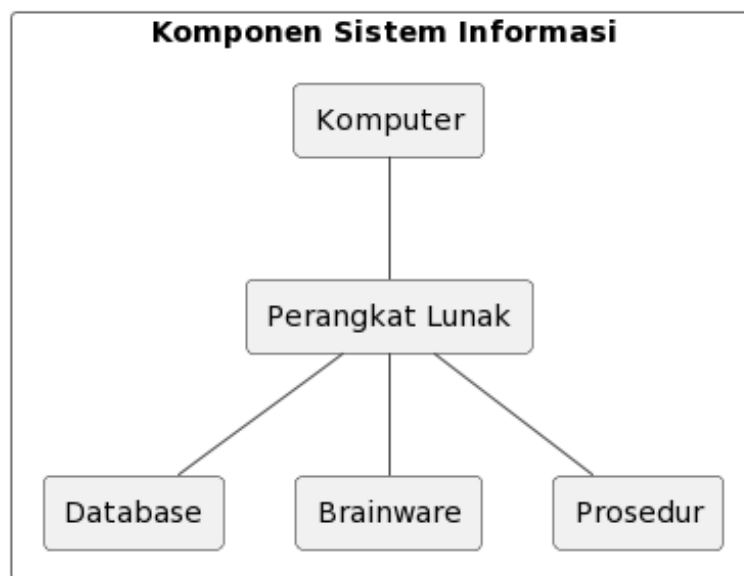 Komponen Sistem Informasi
Komputer
Perangkat Lunak
Database
Brainware
Prosedur